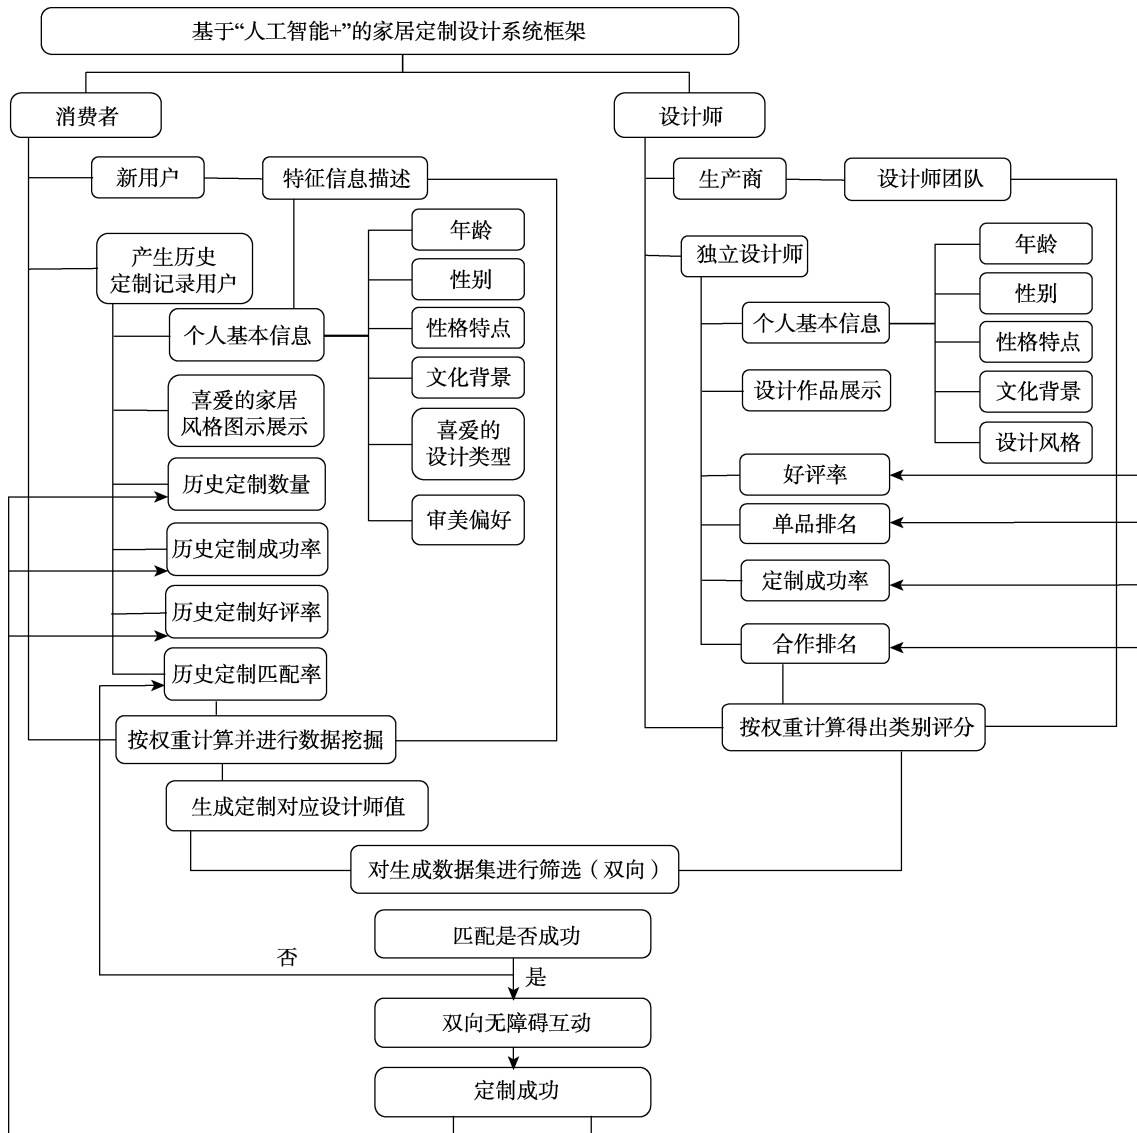 基于“人工智能+”的家居定制设计系统框架
消费者
设计师
新用户
特征信息描述
生产商
设计师团队
产生历史
定制记录用户
年龄
性别
性格特点
文化背景
喜爱的
设计类型
审美偏好
个人基本信息
喜爱的家居
风格图示展示
历史定制数量
历史定制成功率
历史定制好评率
历史定制匹配率
独立设计师
个人基本信息
年龄
性别
性格特点
文化背景
设计风格
设计作品展示
好评率
单品排名
定制成功率
合作排名
按权重计算并进行数据挖掘
按权重计算得出类别评分
生成定制对应设计师值
对生成数据集进行筛选（双向）
匹配是否成功
否
是
双向无障碍互动
定制成功